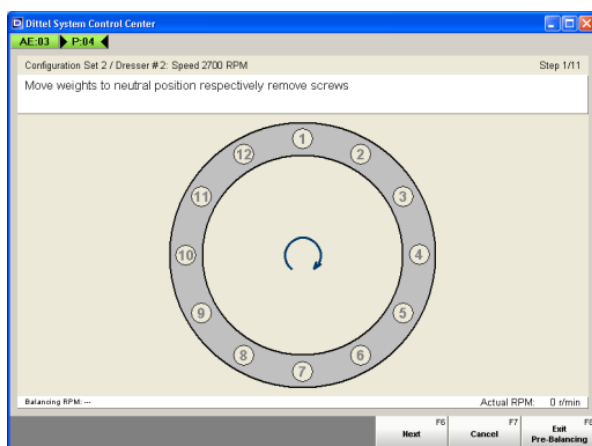 Dittel System Control Center
AE:03 P:04
Configuration Set 2 / Dresser #2: Speed 2700 RPM Step 1/11
Move weights to neutral position respectively remove screws
1
12 2
11 3
10 4
9 5
8 6
7
Balancing RPM: --- Actual RPM: 0 r/min
F6 F7 F8
Next Cancel Exit
Pre-Balancing